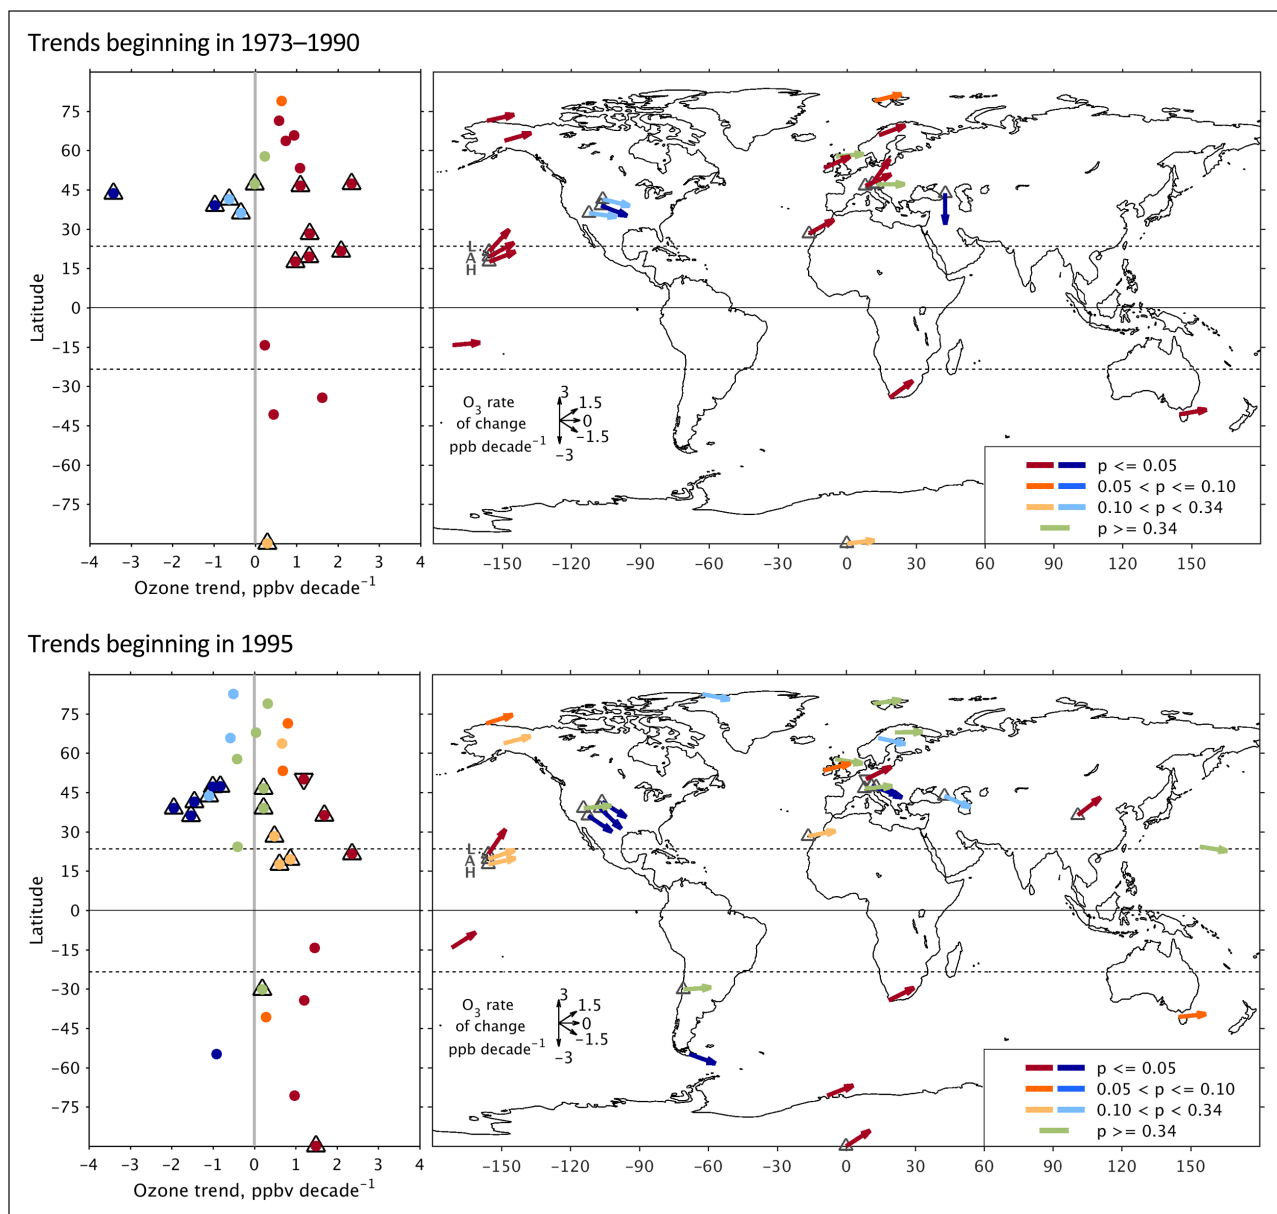 Trends beginning in 1973–1990
75
60
45
30
15
0
−15
−30
−45
−60
−75
Latitude
−4 −3 −2 −1 0 1 2 3 4
Ozone trend, ppbv decade−1
L
A
H
O3 rate
of change
ppb decade−1
3
1.5
0
−1.5
−3
p <= 0.05
0.05 < p <= 0.10
0.10 < p < 0.34
p >= 0.34
−150 −120 −90 −60 −30 0 30 60 90 120 150
Trends beginning in 1995
75
60
45
30
15
0
−15
−30
−45
−60
−75
Latitude
−4 −3 −2 −1 0 1 2 3 4
Ozone trend, ppbv decade−1
L
A
H
O3 rate
of change
ppb decade−1
3
1.5
0
−1.5
−3
p <= 0.05
0.05 < p <= 0.10
0.10 < p < 0.34
p >= 0.34
−150 −120 −90 −60 −30 0 30 60 90 120 150